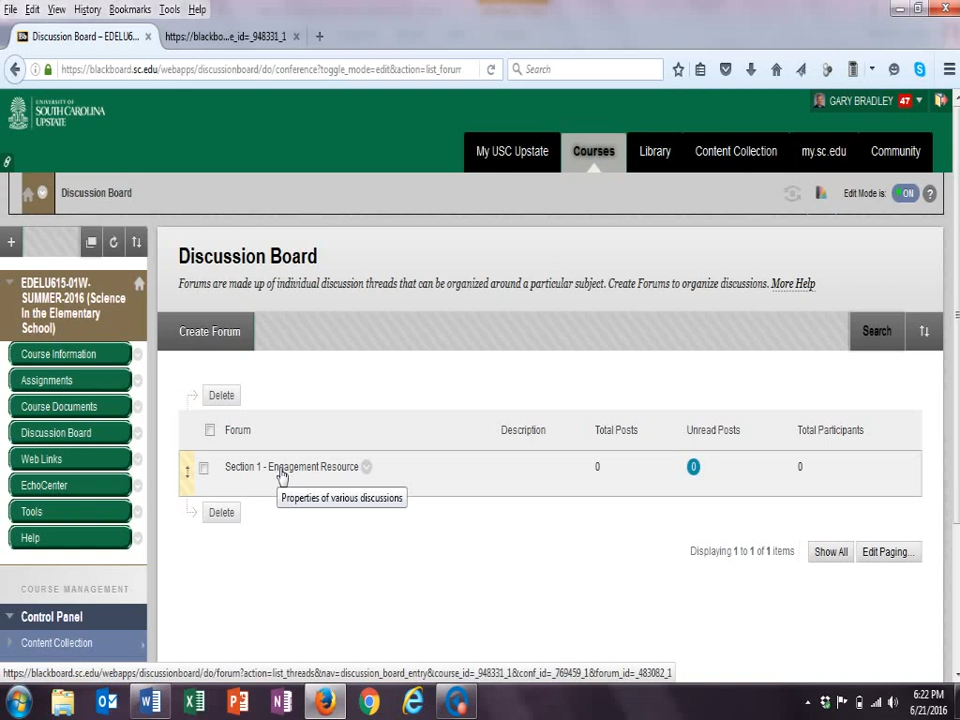 File Edit View History Bookmarks Tools Help
Discussion Board – EDELU6... × https://blackbo...e_id=_948331_1 × +
https://blackboard.sc.edu/webapps/discussionboard/do/conference?toggle_mode=edit&action=list_forum Search
UNIVERSITY OF
SOUTH CAROLINA
UPSTATE
GARY BRADLEY 47
My USC Upstate Courses Library Content Collection my.sc.edu Community
Discussion Board Edit Mode is: ON ?
Discussion Board
Forums are made up of individual discussion threads that can be organized around a particular subject. Create Forums to organize discussions. More Help
Create Forum Search
EDELU615-01W-
SUMMER-2016 (Science
In the Elementary
School)
Course Information
Assignments
Course Documents
Discussion Board
Web Links
EchoCenter
Tools
Help
COURSE MANAGEMENT
Control Panel
Content Collection
Delete
Forum Description Total Posts Unread Posts Total Participants
Section 1 - Engagement Resource 0 0 0
Properties of various discussions
Delete
Displaying 1 to 1 of 1 items Show All Edit Paging...
https://blackboard.sc.edu/webapps/discussionboard/do/forum?action=list_threads&nav=discussion_board_entry&course_id=_948331_1&conf_id=_769459_1&forum_id=_483082_1
6:22 PM
6/21/2016